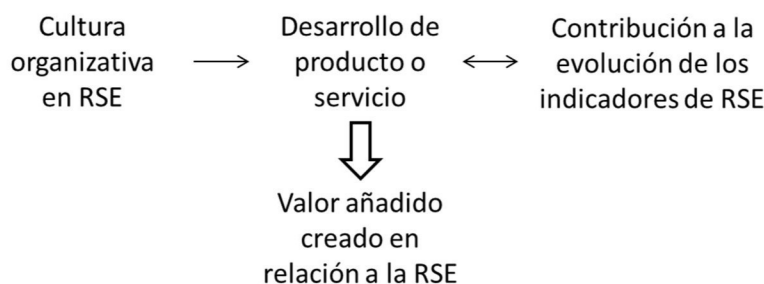 Cultura
organizativa
en RSE
Desarrollo de
producto o
servicio
Contribución a la
evolución de los
indicadores de RSE
Valor añadido
creado en
relación a la RSE